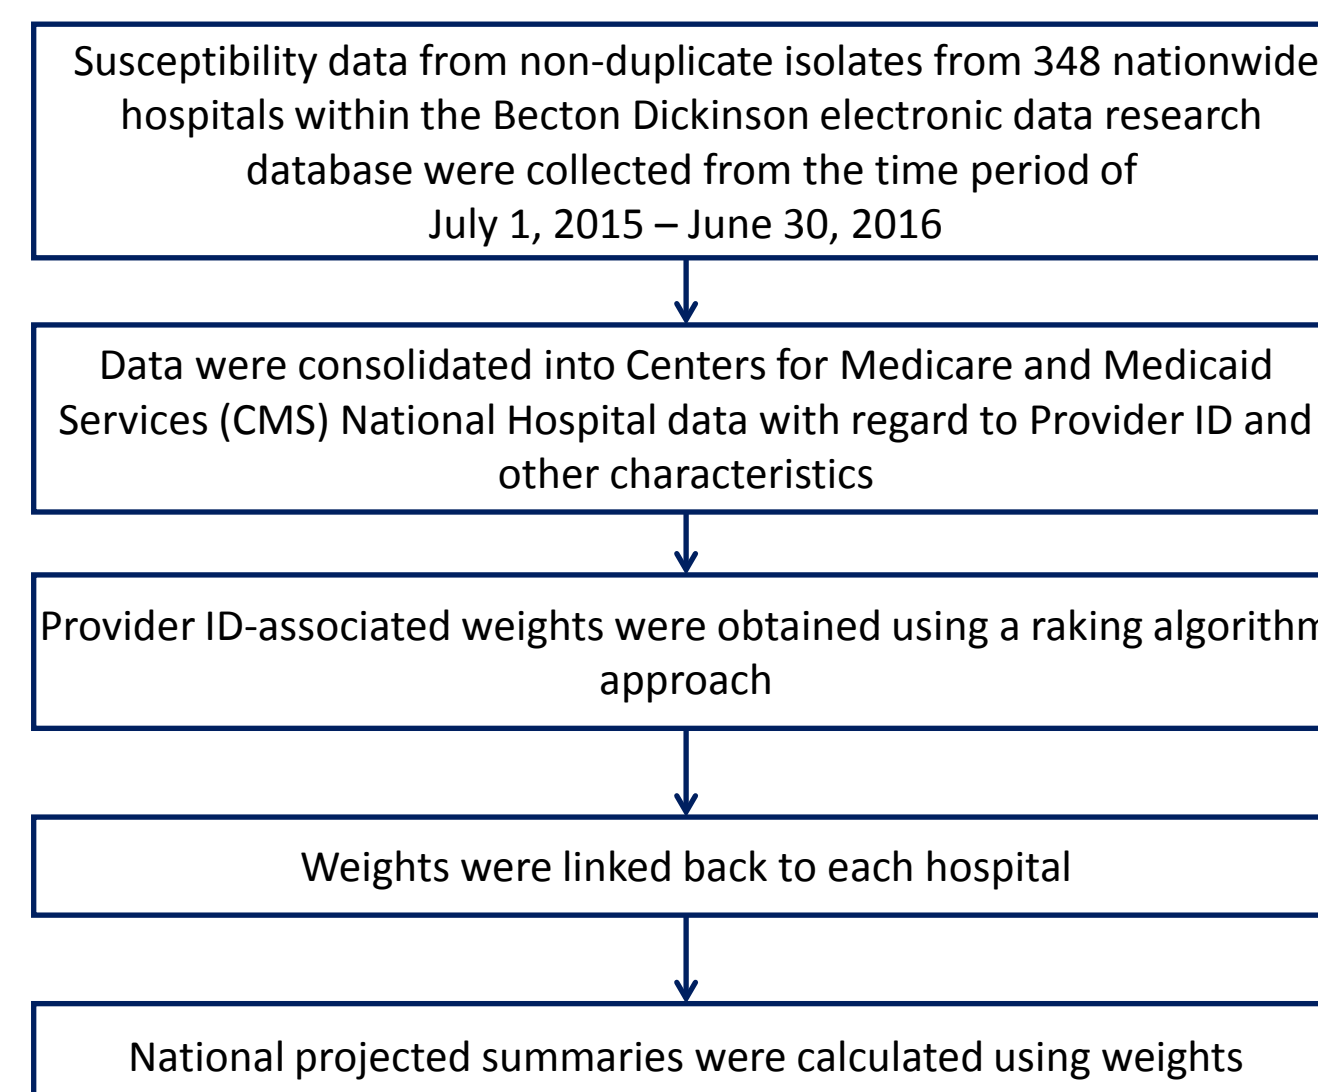 Susceptibility data from non-duplicate isolates from 348 nationwide
hospitals within the Becton Dickinson electronic data research
database were collected from the time period of
July 1, 2015 – June 30, 2016
Data were consolidated into Centers for Medicare and Medicaid
Services (CMS) National Hospital data with regard to Provider ID and
other characteristics
Provider ID-associated weights were obtained using a raking algorithm
approach
Weights were linked back to each hospital
National projected summaries were calculated using weights